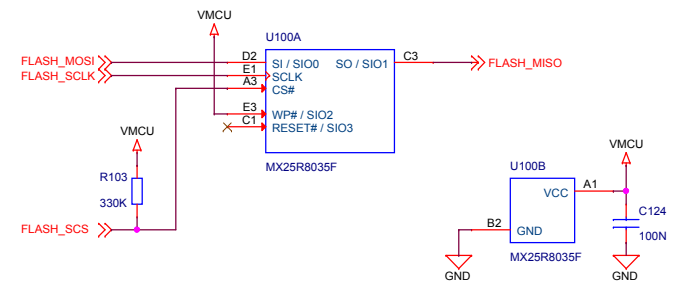 VMCU
U100A
FLASH_MOSI
D2
SI / SIO0
SO / SIO1
C3
FLASH_MISO
FLASH_SCLK
E1
SCLK
A3
CS#
E3
WP# / SIO2
C1
RESET# / SIO3
MX25R8035F
VMCU
R103
330K
FLASH_SCS
VMCU
U100B
VCC
A1
B2
GND
C124
100N
MX25R8035F
GND
GND